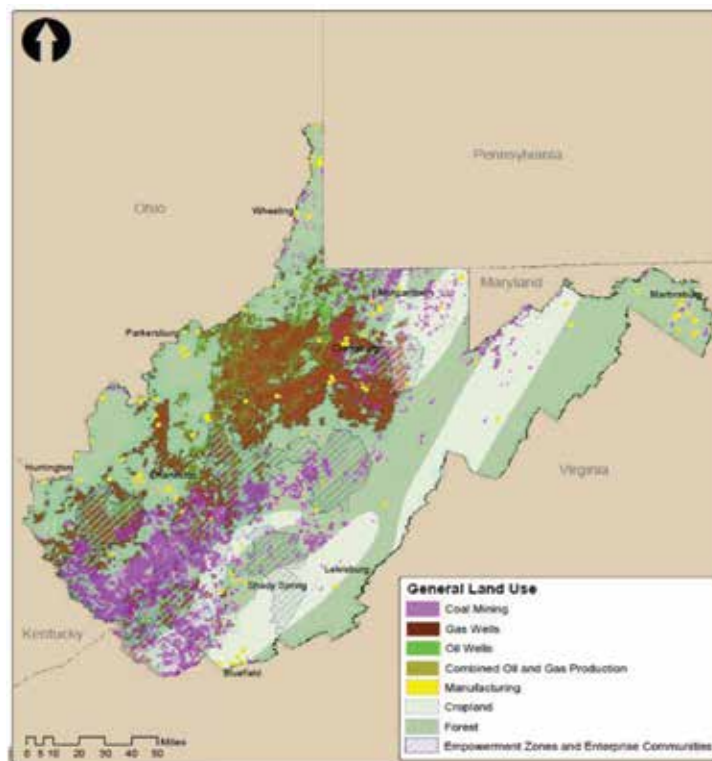 Pennsylvania
Ohio
Wheeling
Maryland
Martinsburg
Parkersburg
Virginia
Huntington
Lewisburg
Shady Spring
Kentucky
Bluefield
General Land Use
Coal Mining
Gas Wells
Oil Wells
Combined Oil and Gas Production
Manufacturing
Cropland
Forest
Empowerment Zones and Enterprise Communities
Miles
0 5 10 20 30 40 50